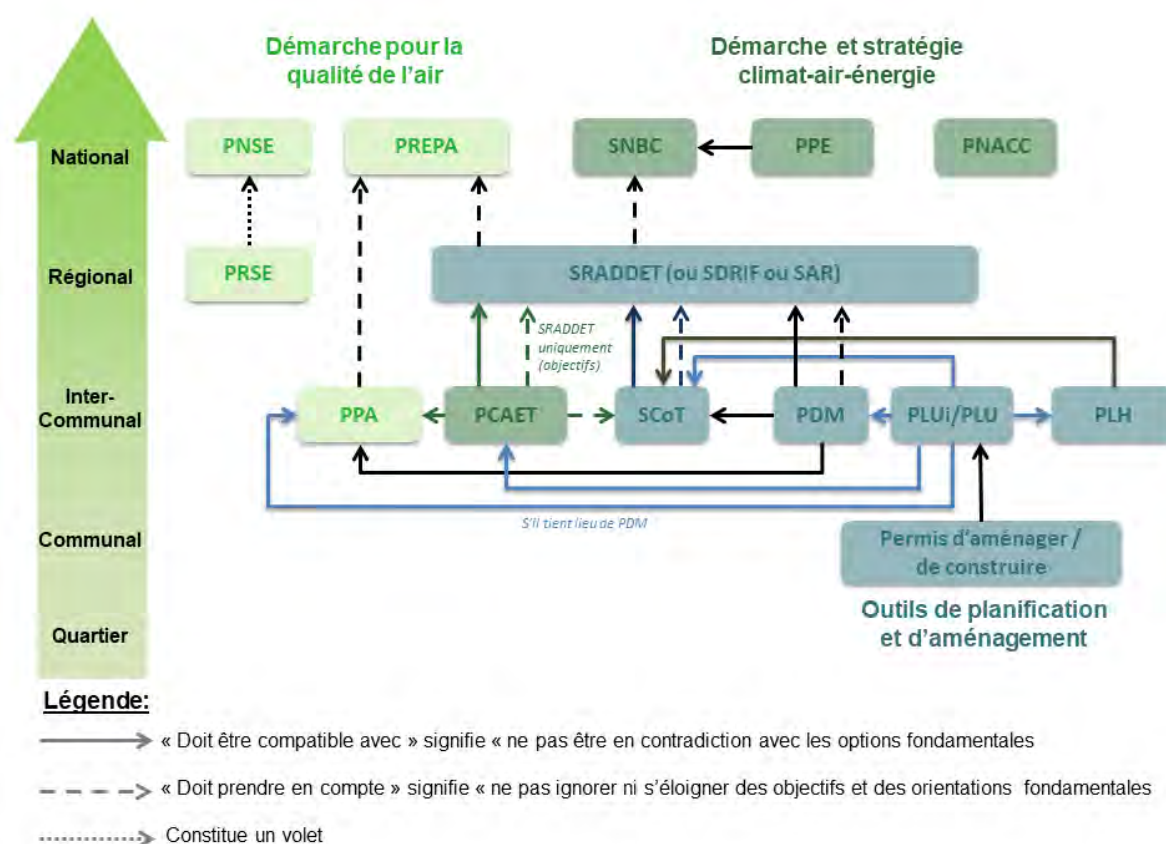 Démarche pour la
qualité de l'air
Démarche et stratégie
climat-air-énergie
National
PNSE
PREPA
SNBC
PPE
PNACC
Régional
PRSE
SRADDET (ou SDRIF ou SAR)
SRADDET
uniquement
(objectifs)
Inter-
Communal
PPA
PCAET
SCoT
PDM
PLUi/PLU
PLH
S'il tient lieu de PDM
Communal
Permis d'aménager /
de construire
Outils de planification
et d'aménagement
Quartier
Légende:
« Doit être compatible avec » signifie « ne pas être en contradiction avec les options fondamentales
« Doit prendre en compte » signifie « ne pas ignorer ni s'éloigner des objectifs et des orientations fondamentales
Constitue un volet